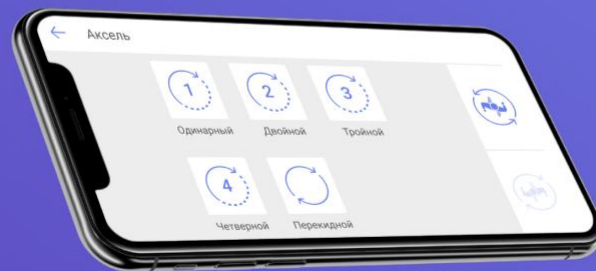 Аксель
1 2 3
Одинарный Двойной Тройной
4
Четверной Перекидной